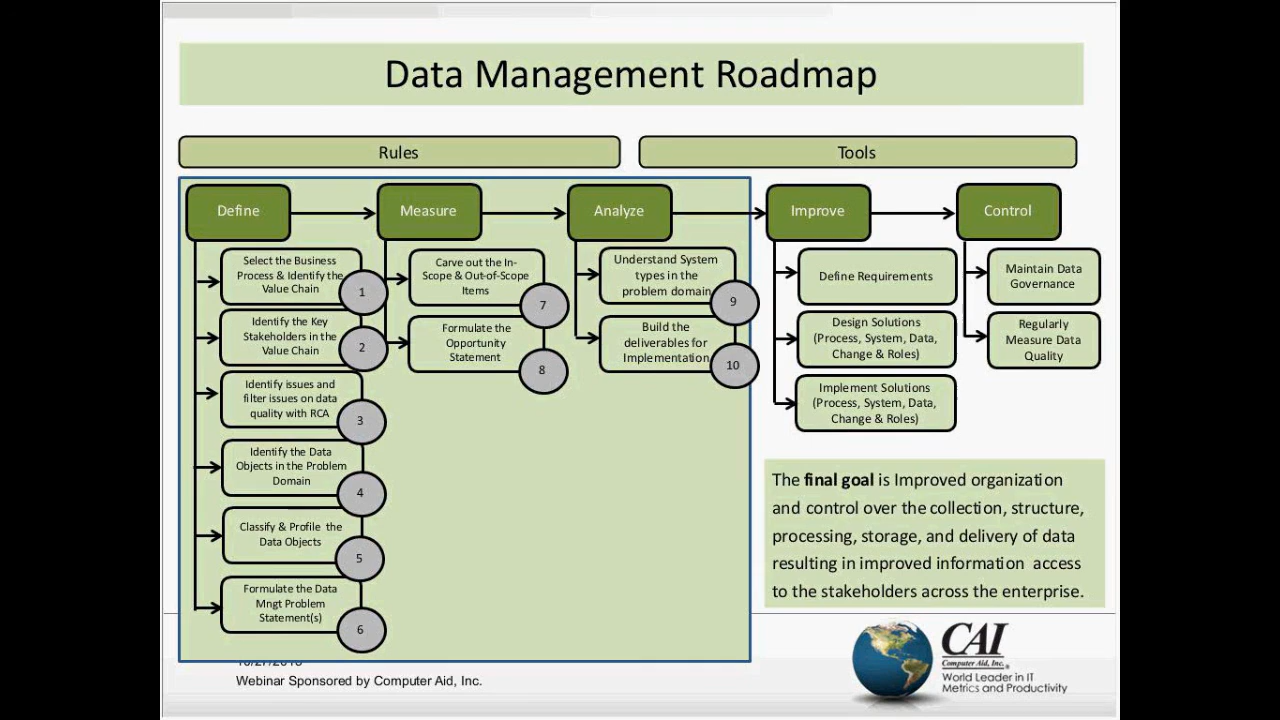 Data Management Roadmap
Rules
Tools
Define
Measure
Analyze
Improve
Control
Select the Business
Process & Identify the
Value Chain
1
Identify the Key
Stakeholders in the
Value Chain
2
Identify issues and
filter issues on data
quality with RCA
3
Identify the Data
Objects in the Problem
Domain
4
Classify & Profile the
Data Objects
5
Formulate the Data
Mngt Problem
Statement(s)
6
Carve out the In-
Scope & Out-of-Scope
Items
7
Formulate the
Opportunity
Statement
8
Understand System
types in the
problem domain
9
Build the
deliverables for
Implementation
10
Define Requirements
Design Solutions
(Process, System, Data,
Change & Roles)
Implement Solutions
(Process, System, Data,
Change & Roles)
Maintain Data
Governance
Regularly
Measure Data
Quality
The final goal is Improved organization
and control over the collection, structure,
processing, storage, and delivery of data
resulting in improved information access
to the stakeholders across the enterprise.
Webinar Sponsored by Computer Aid, Inc.
CAI
Computer Aid, Inc.
World Leader in IT
Metrics and Productivity